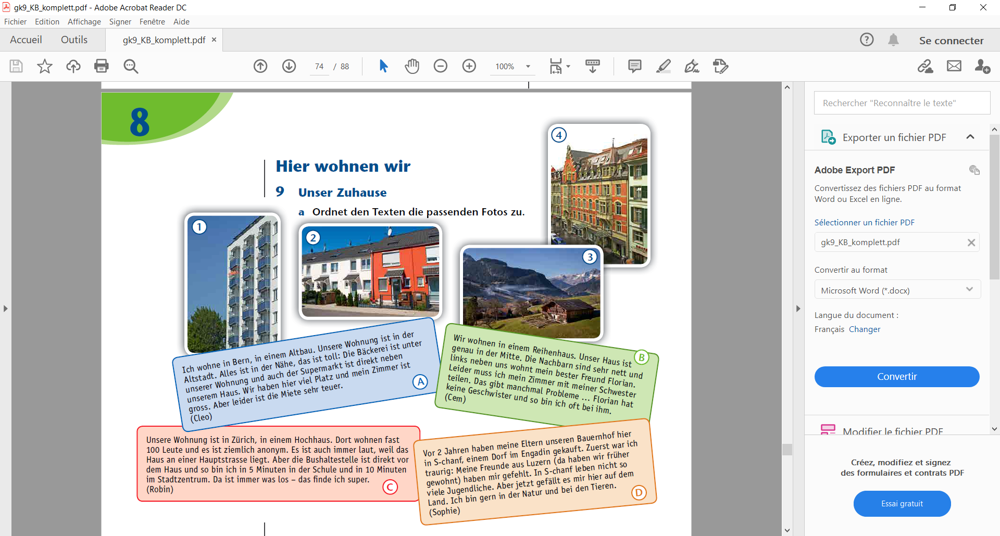 gk9_KB_komplett.pdf - Adobe Acrobat Reader DC
Fichier Edition Affichage Signer Fenêtre Aide
Accueil Outils gk9_KB_komplett.pdf × Se connecter
74 / 88 100%
8
Hier wohnen wir
9 Unser Zuhause
a Ordnet den Texten die passenden Fotos zu.
1
2
3
4
Ich wohne in Bern, in einem Altbau. Unsere Wohnung ist in der
Altstadt. Alles ist in der Nähe, das ist toll: Die Bäckerei ist unter
unserer Wohnung und auch der Supermarkt ist direkt neben
unserem Haus. Wir haben hier viel Platz und mein Zimmer ist
gross. Aber leider ist die Miete sehr teuer.
(Cleo)
A
Wir wohnen in einem Reihenhaus. Unser Haus ist
genau in der Mitte. Die Nachbarn sind sehr nett und
links neben uns wohnt mein bester Freund Florian.
Leider muss ich mein Zimmer mit meiner Schwester
teilen. Das gibt manchmal Probleme ... Florian hat
keine Geschwister und so bin ich oft bei ihm.
(Cem)
B
Unsere Wohnung ist in Zürich, in einem Hochhaus. Dort wohnen fast
100 Leute und es ist ziemlich anonym. Es ist auch immer laut, weil das
Haus an einer Hauptstrasse liegt. Aber die Bushaltestelle ist direkt vor
dem Haus und so bin ich in 5 Minuten in der Schule und in 10 Minuten
im Stadtzentrum. Da ist immer was los – das finde ich super.
(Robin)
C
Vor 2 Jahren haben meine Eltern unseren Bauernhof hier
in S-chanf, einem Dorf im Engadin gekauft. Zuerst war ich
traurig: Meine Freunde aus Luzern (da haben wir früher
gewohnt) haben mir gefehlt. In S-chanf leben nicht so
viele Jugendliche. Aber jetzt gefällt es mir hier auf dem
Land. Ich bin gern in der Natur und bei den Tieren.
(Sophie)
D
Rechercher "Reconnaître le texte"
Exporter un fichier PDF
Adobe Export PDF
Convertissez des fichiers PDF au format
Word ou Excel en ligne.
Sélectionner un fichier PDF
gk9_KB_komplett.pdf
Convertir au format
Microsoft Word (*.docx)
Langue du document :
Français Changer
Convertir
Modifier le fichier PDF
Créez, modifiez et signez
des formulaires et contrats PDF
Essai gratuit